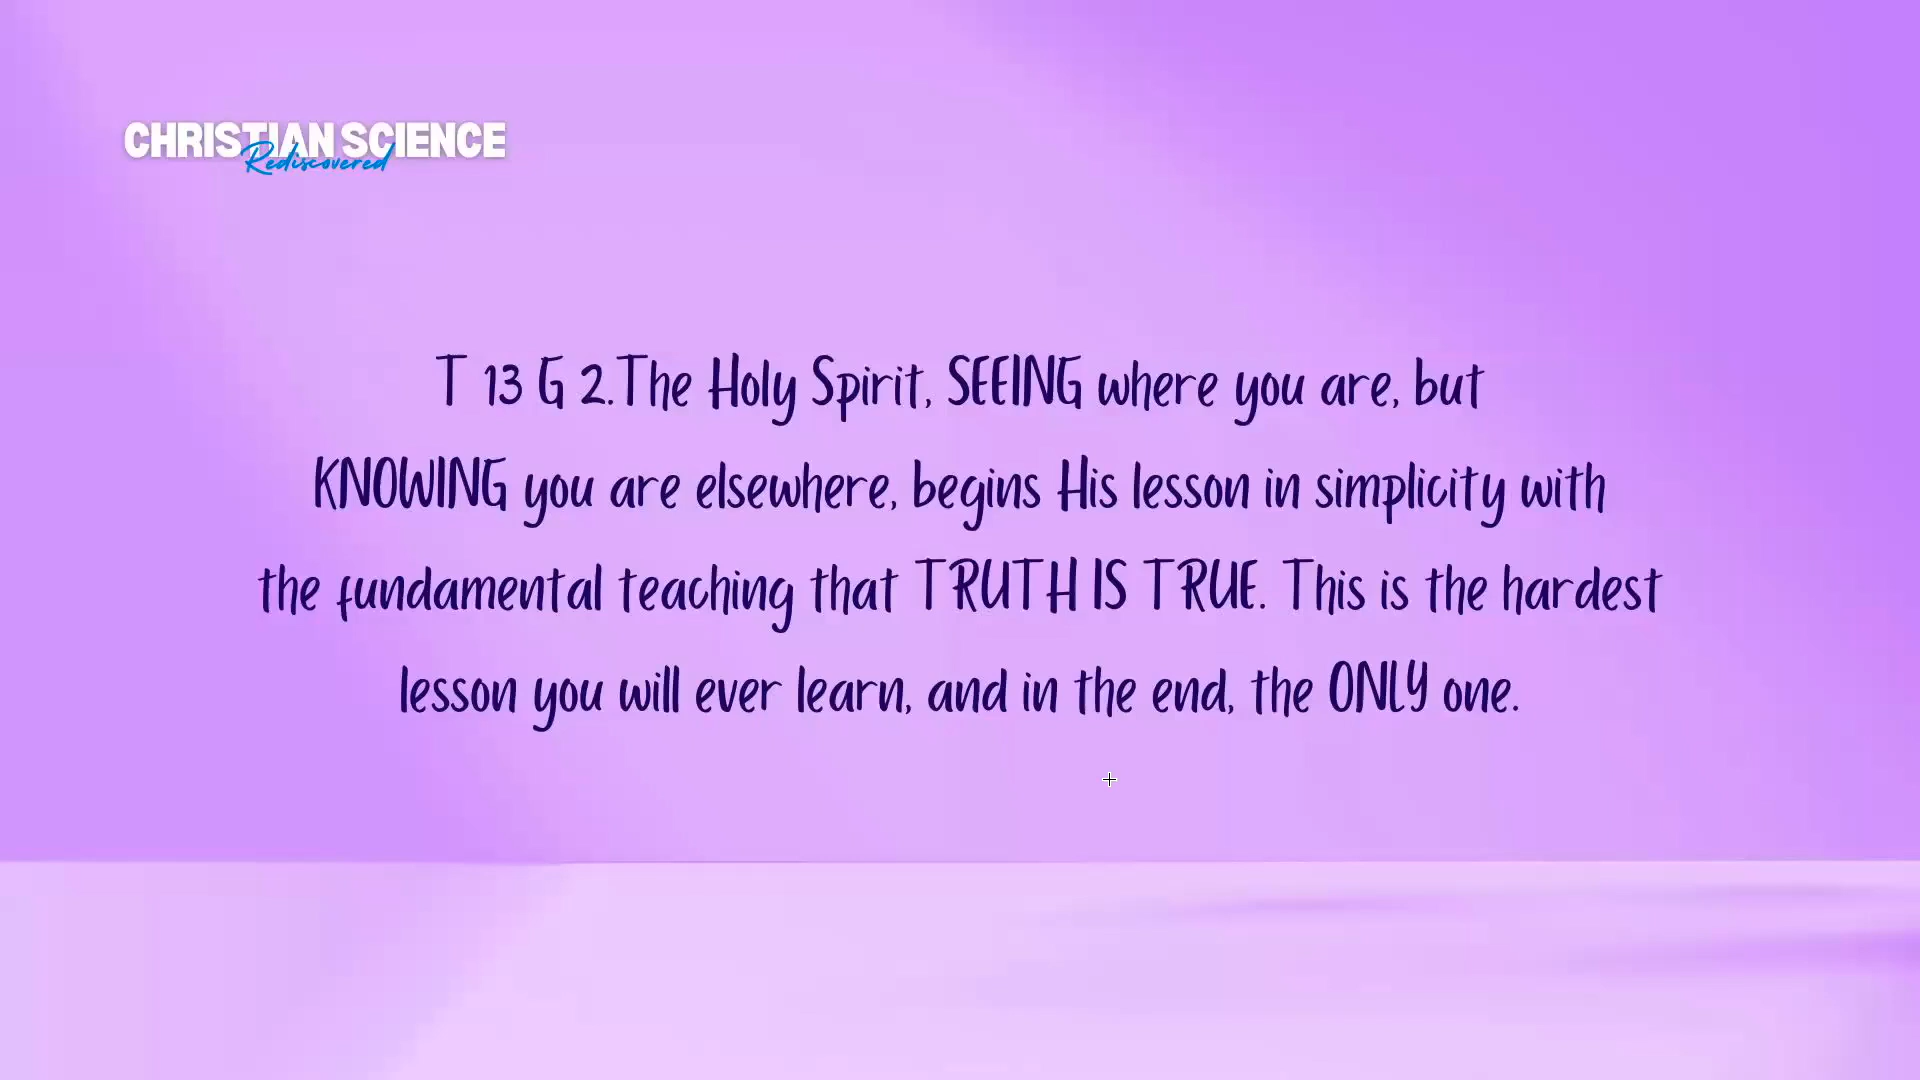 CHRISTIAN SCIENCE
Rediscovered
T 13 G 2.The Holy Spirit, SEEING where you are, but
KNOWING you are elsewhere, begins His lesson in simplicity with
the fundamental teaching that TRUTH IS TRUE. This is the hardest
lesson you will ever learn, and in the end, the ONLY one.